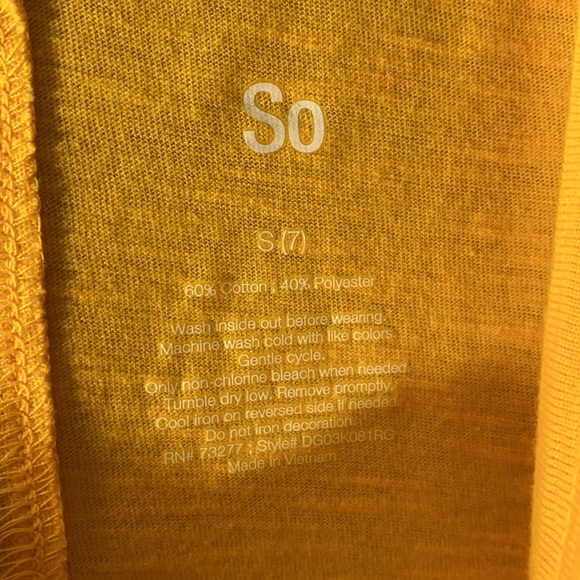 So
S (7)
60% Cotton ; 40% Polyester
Wash inside out before wearing.
Machine wash cold with like colors.
Gentle cycle.
Only non chlorine bleach when needed.
Tumble dry low. Remove promptly.
Cool iron on reversed side if needed.
Do not iron decoration.
RN# 73277 ; Style# DG03K081RG
Made In Vietnam